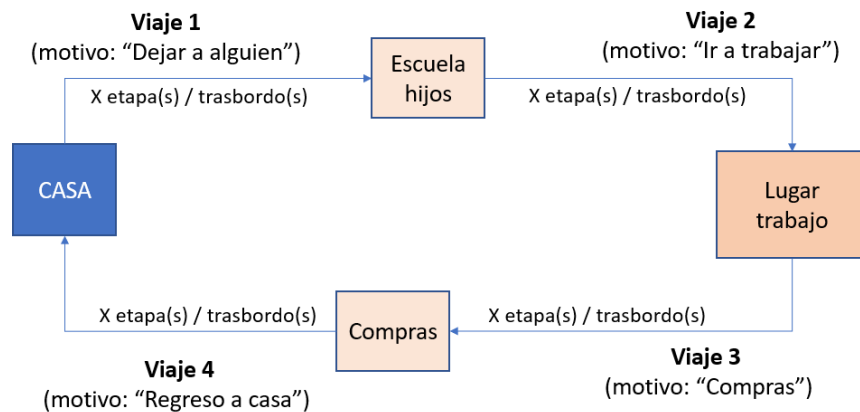 Viaje 1
(motivo: “Dejar a alguien”)
Viaje 2
(motivo: “Ir a trabajar”)
Escuela
hijos
X etapa(s) / trasbordo(s)
X etapa(s) / trasbordo(s)
CASA
Lugar
trabajo
X etapa(s) / trasbordo(s)
Compras
X etapa(s) / trasbordo(s)
Viaje 4
(motivo: “Regreso a casa”)
Viaje 3
(motivo: “Compras”)